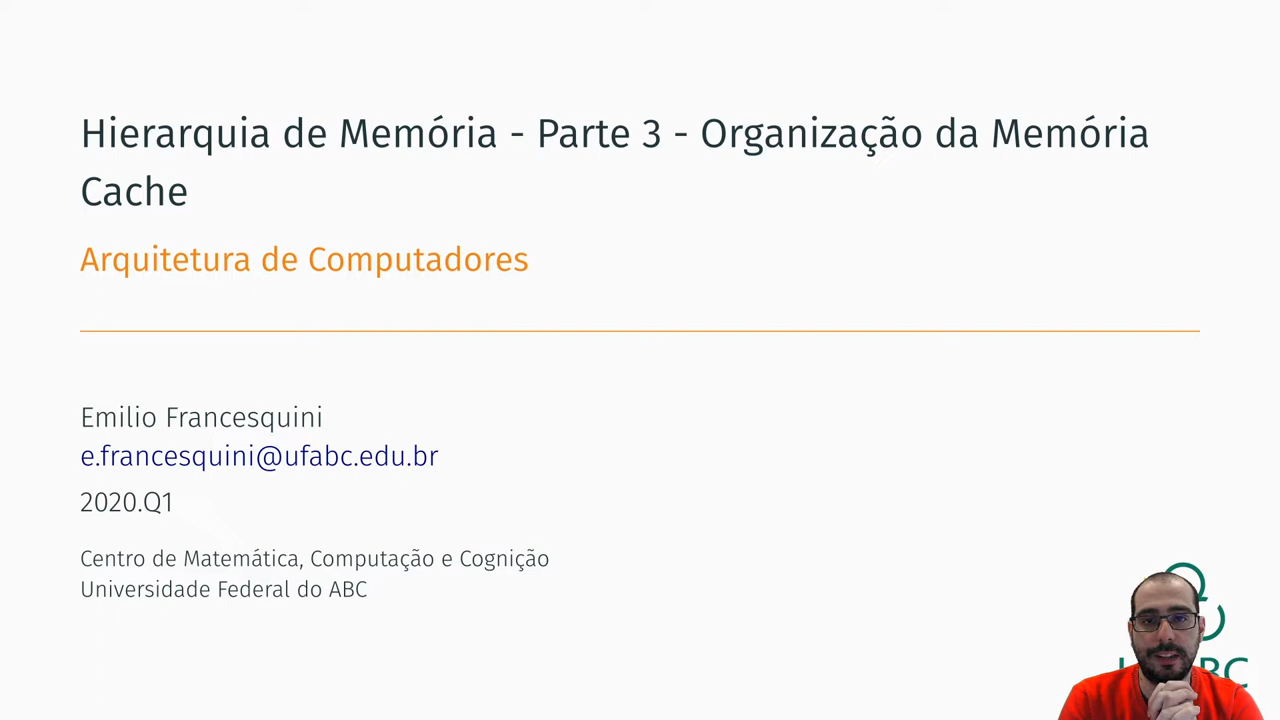 Hierarquia de Memória - Parte 3 - Organização da Memória
Cache
Arquitetura de Computadores
Emilio Francesquini
e.francesquini@ufabc.edu.br
2020.Q1
Centro de Matemática, Computação e Cognição
Universidade Federal do ABC